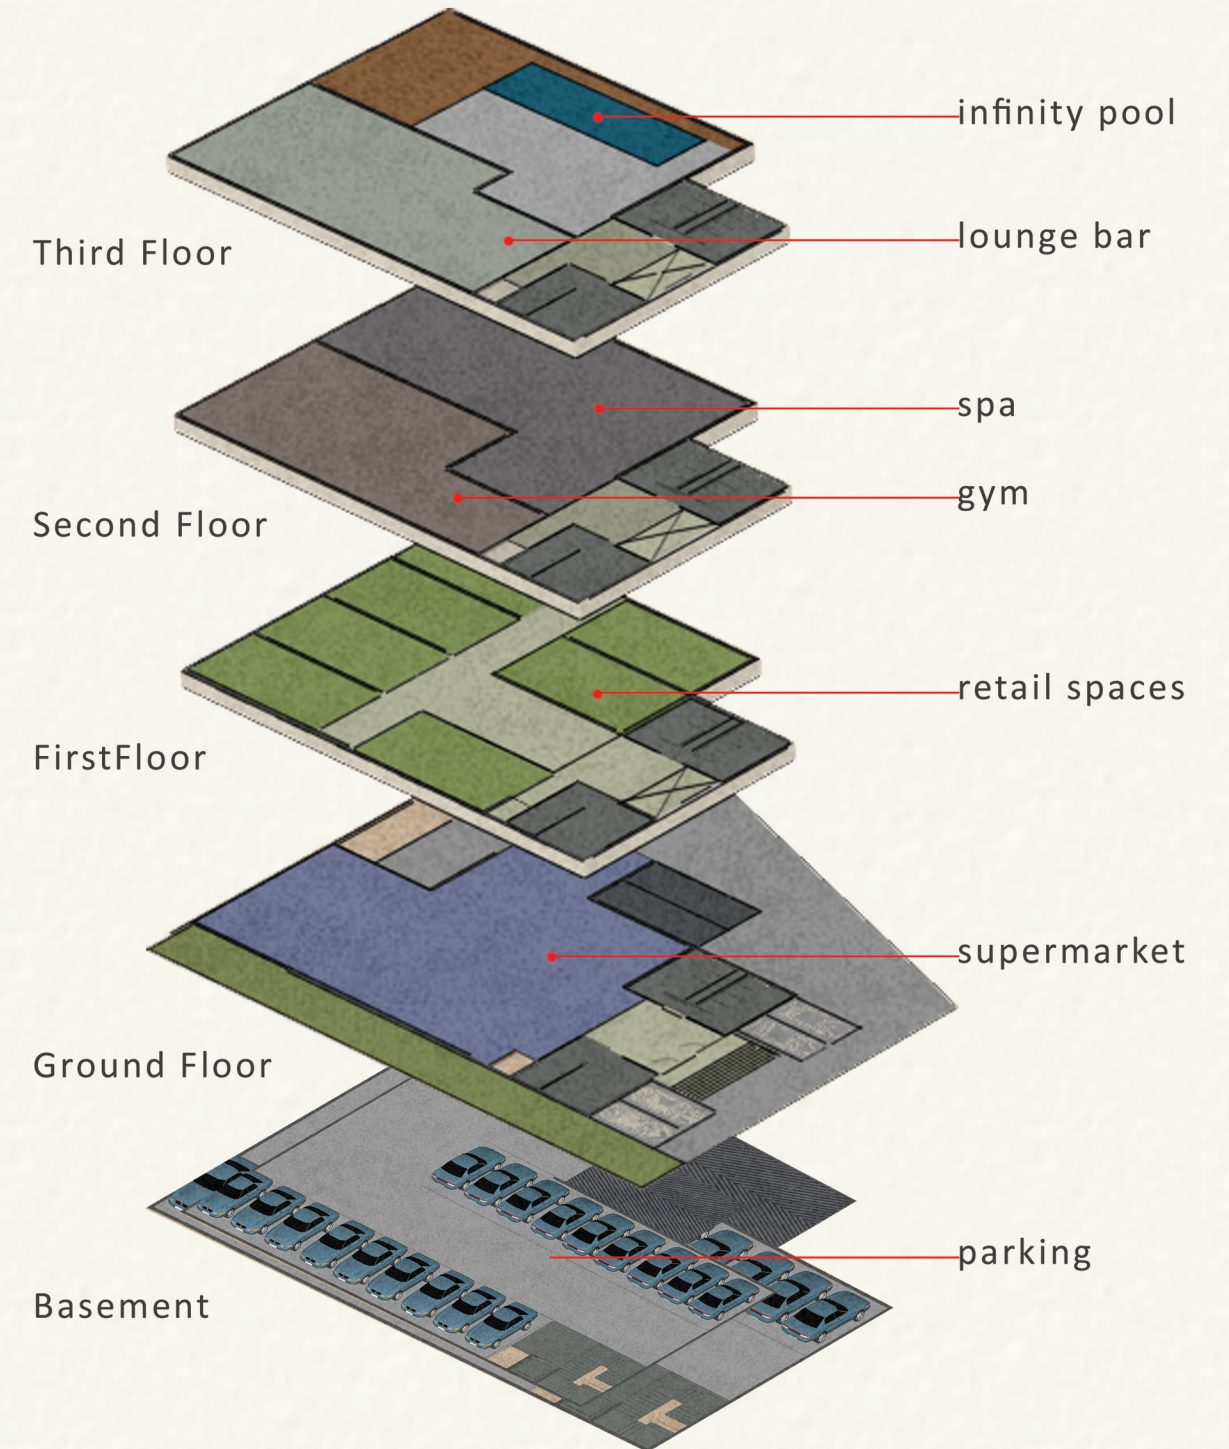 infinity pool
lounge bar
Third Floor
spa
gym
Second Floor
retail spaces
FirstFloor
supermarket
Ground Floor
parking
Basement